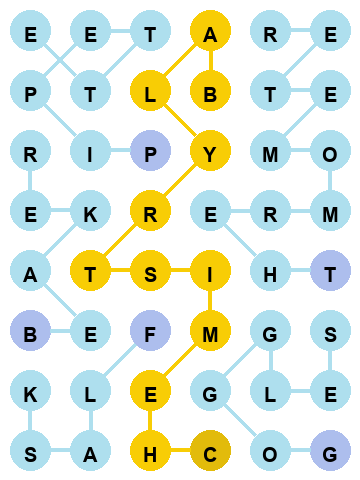 E E T A R E
P T L B T E
R I P Y M O
E K R E R M
A T S I H T
B E F M G S
K L E G L E
S A H C O G